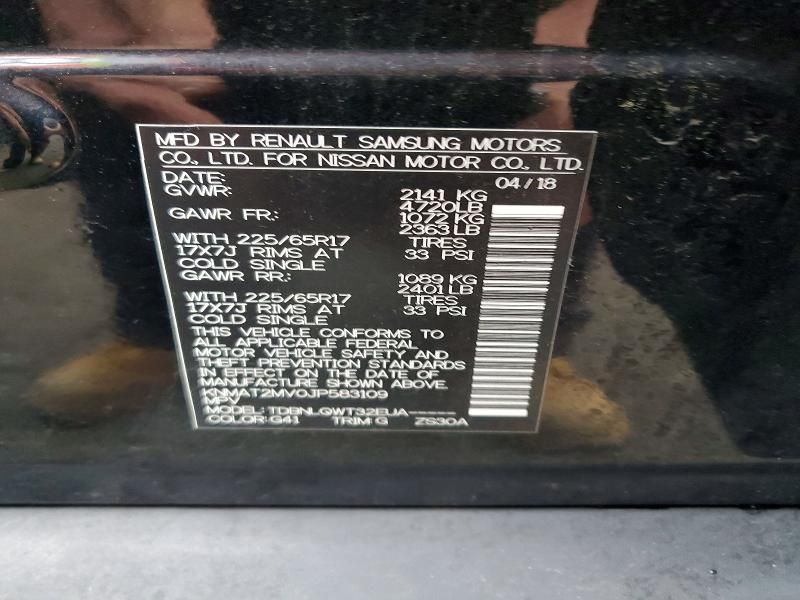 MFD BY RENAULT SAMSUNG MOTORS
CO., LTD. FOR NISSAN MOTOR CO., LTD.
DATE: 04/18
GVWR: 2141 KG
4720LB
GAWR FR.: 1072 KG
2363 LB
WITH 225/65R17 TIRES
17X7J RIMS AT 33 PSI
COLD SINGLE
GAWR RR.: 1089 KG
2401 LB
WITH 225/65R17 TIRES
17X7J RIMS AT 33 PSI
COLD SINGLE
THIS VEHICLE CONFORMS TO
ALL APPLICABLE FEDERAL
MOTOR VEHICLE SAFETY AND
THEFT PREVENTION STANDARDS
IN EFFECT ON THE DATE OF
MANUFACTURE SHOWN ABOVE.
KNMAT2MV0JP583109
MPV
MODEL: TDBNLQWT32EUA-----
COLOR:G41 TRIM:G ZS30A